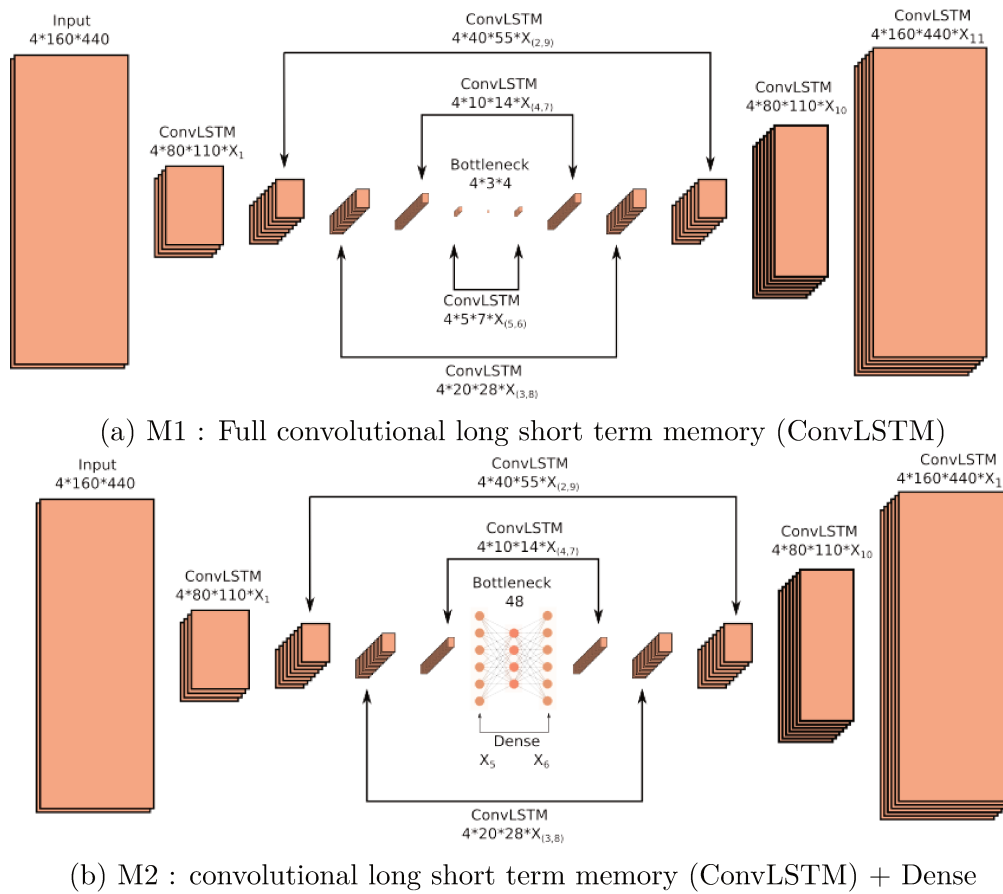 Input
4*160*440
ConvLSTM
4*40*55*X(2,9)
ConvLSTM
4*160*440*X11
ConvLSTM
4*10*14*X(4,7)
ConvLSTM
4*80*110*X10
ConvLSTM
4*80*110*X1
Bottleneck
4*3*4
ConvLSTM
4*5*7*X(5,6)
ConvLSTM
4*20*28*X(3,8)
(a) M1 : Full convolutional long short term memory (ConvLSTM)
Input
4*160*440
ConvLSTM
4*40*55*X(2,9)
ConvLSTM
4*160*440*X1
ConvLSTM
4*10*14*X(4,7)
ConvLSTM
4*80*110*X10
ConvLSTM
4*80*110*X1
Bottleneck
48
Dense
X5 X6
ConvLSTM
4*20*28*X(3,8)
(b) M2 : convolutional long short term memory (ConvLSTM) + Dense